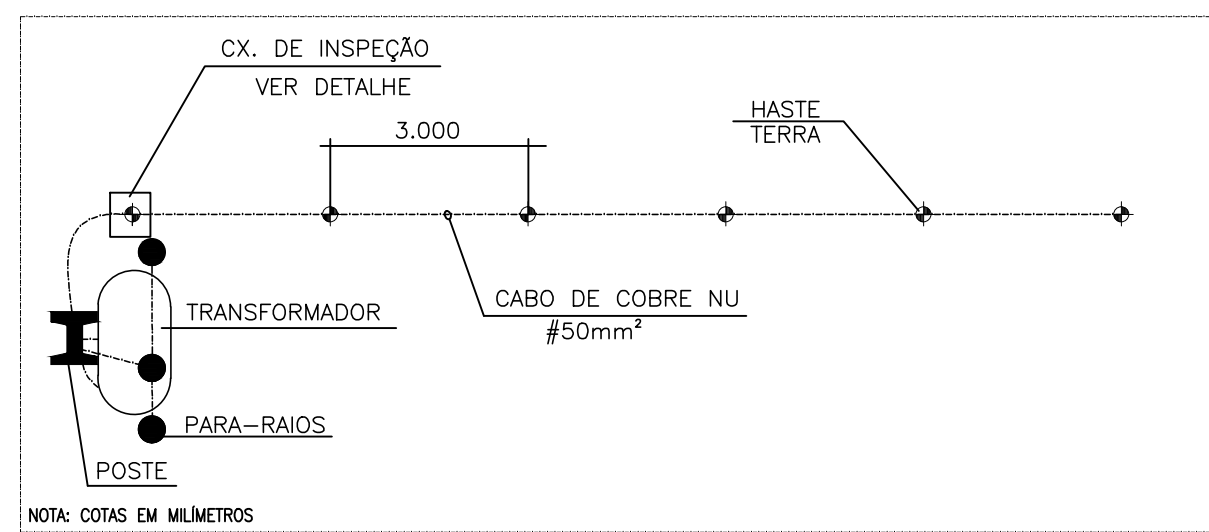 CX. DE INSPEÇÃO
VER DETALHE
3.000
HASTE
TERRA
CABO DE COBRE NU
#50mm²
TRANSFORMADOR
PARA-RAIOS
POSTE
NOTA: COTAS EM MILÍMETROS